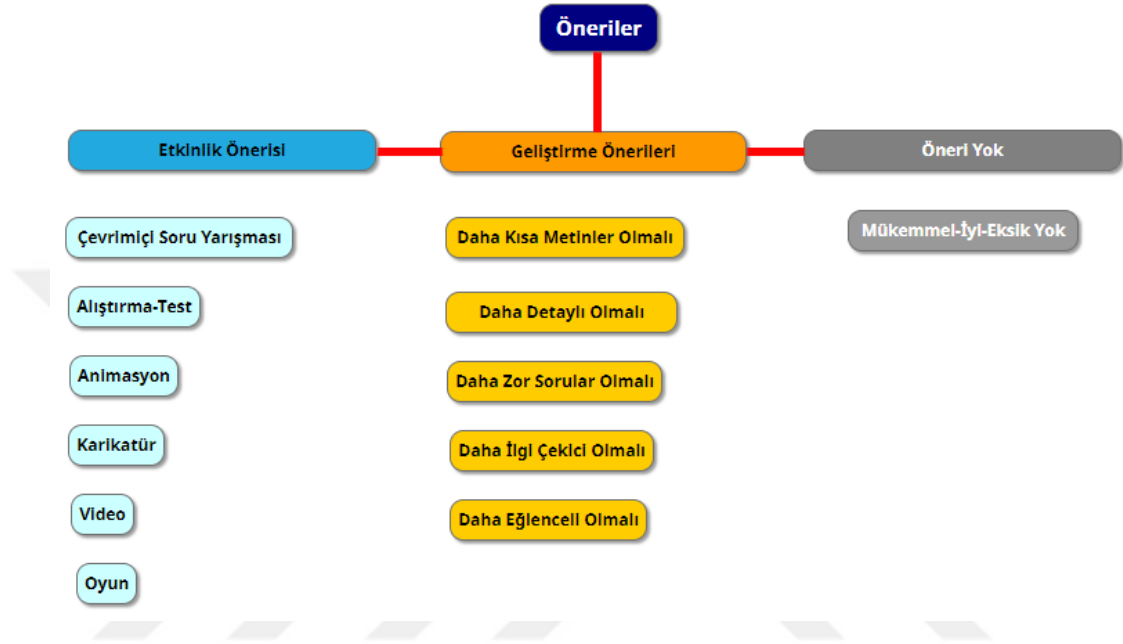 Öneriler
Etkinlik Önerisi
Geliştirme Önerileri
Öneri Yok
Çevrimiçi Soru Yarışması
Daha Kısa Metinler Olmalı
Mükemmel-İyi-Eksik Yok
Alıştırma-Test
Daha Detaylı Olmalı
Animasyon
Daha Zor Sorular Olmalı
Karikatür
Daha İlgi Çekici Olmalı
Video
Daha Eğlenceli Olmalı
Oyun